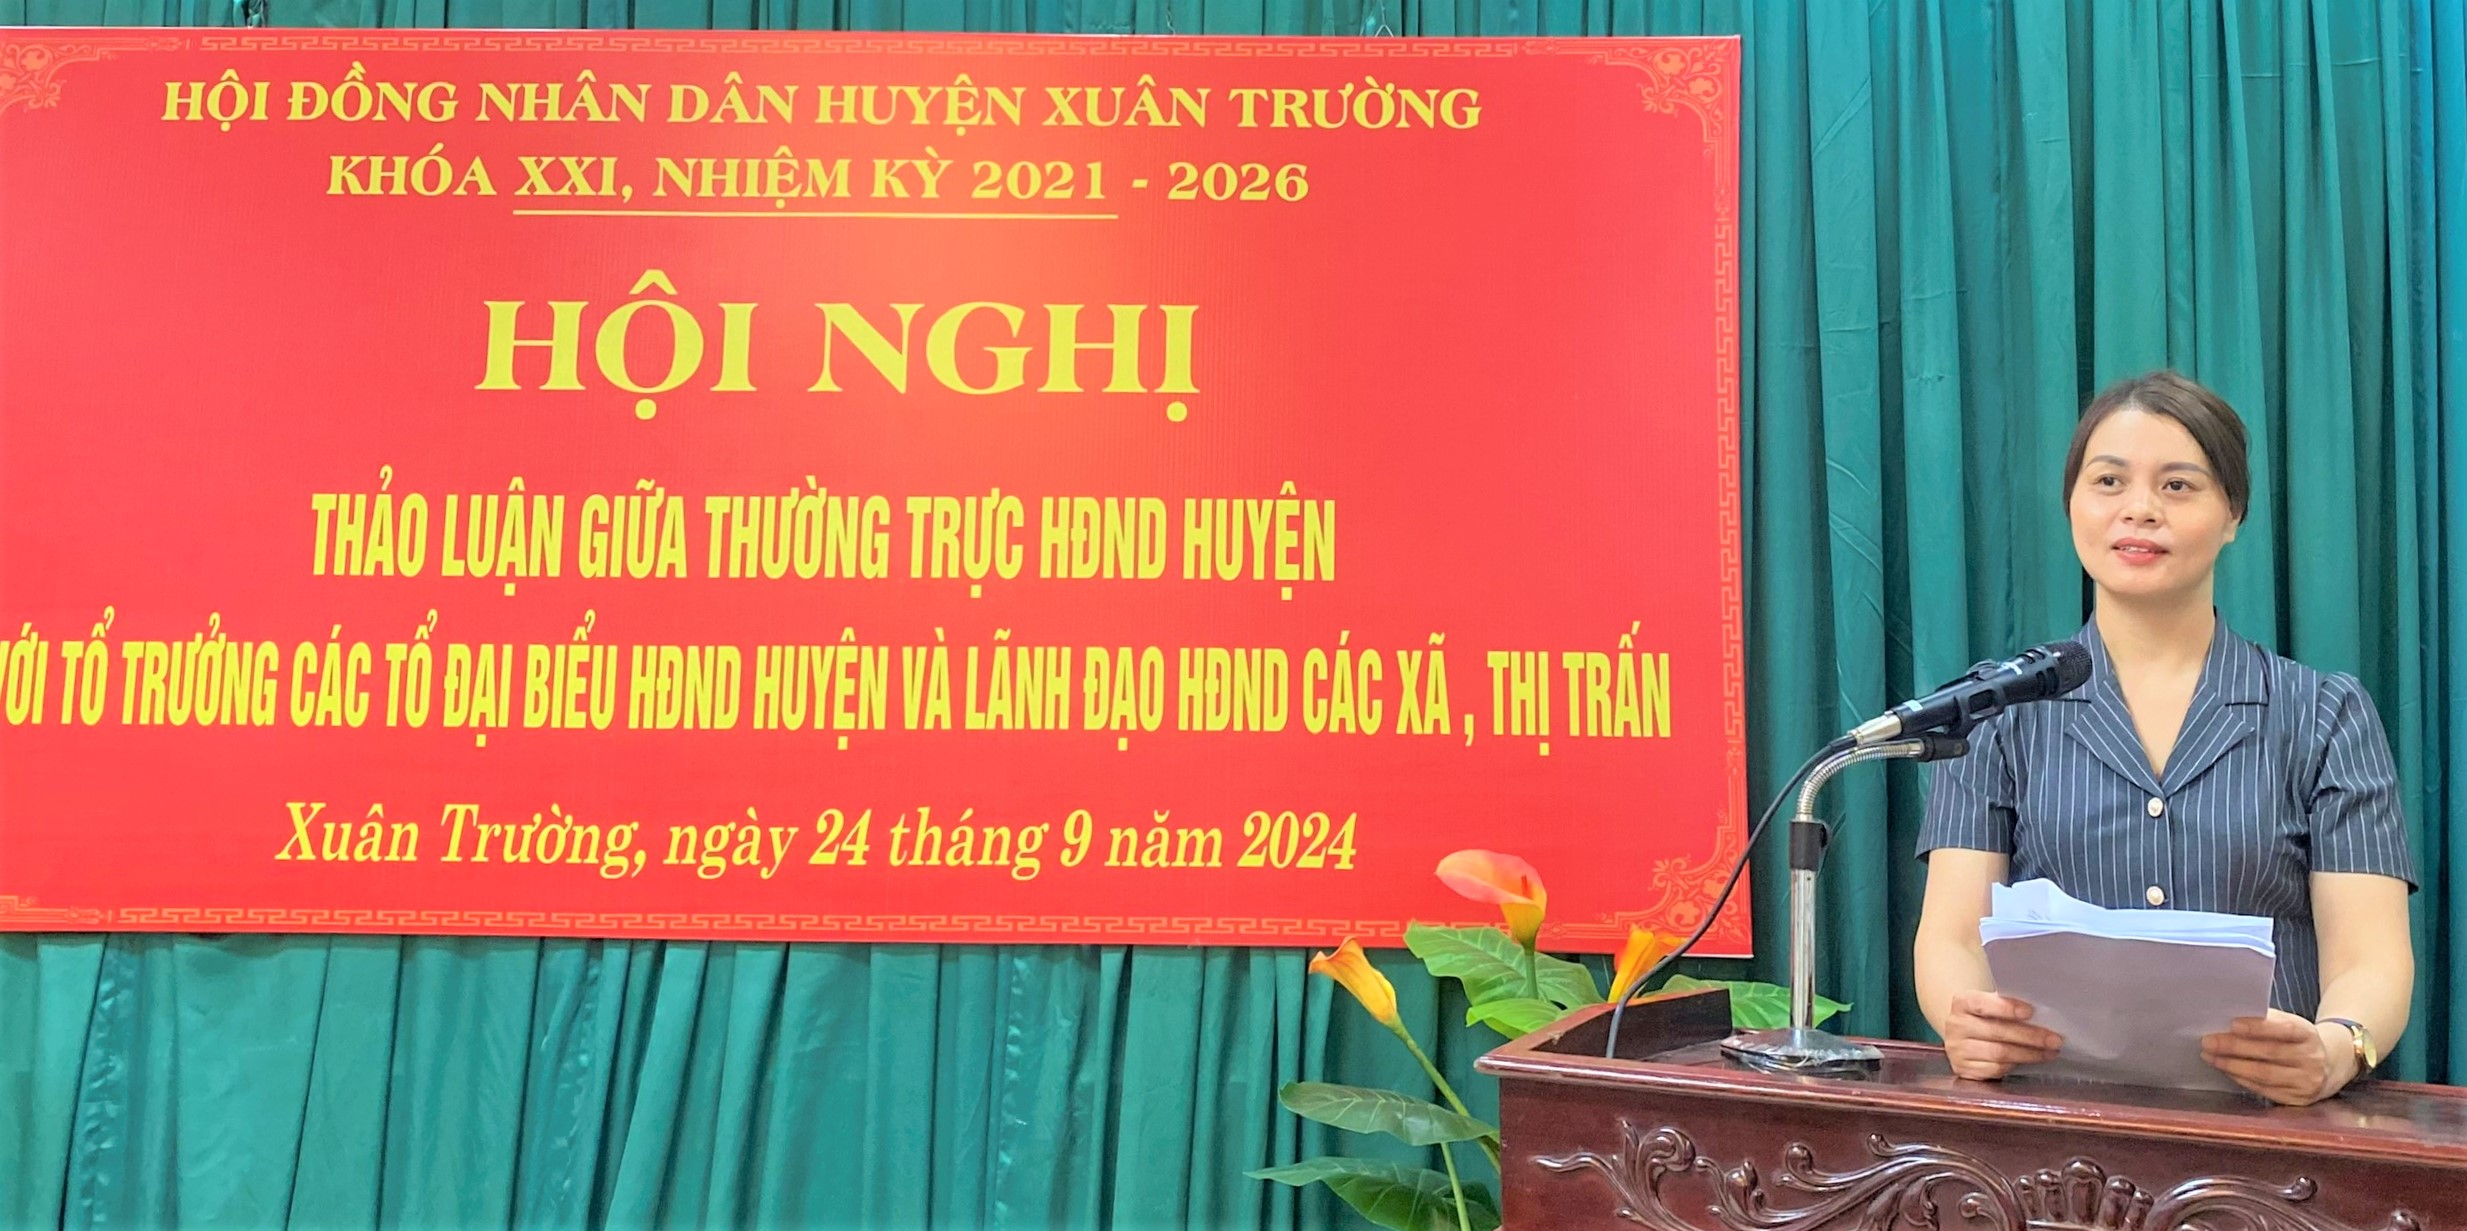 HỘI ĐỒNG NHÂN DÂN HUYỆN XUÂN TRƯỜNG
KHÓA XXI, NHIỆM KỲ 2021 - 2026
HỘI NGHỊ
THẢO LUẬN GIỮA THƯỜNG TRỰC HĐND HUYỆN
VỚI TỔ TRƯỞNG CÁC TỔ ĐẠI BIỂU HĐND HUYỆN VÀ LÃNH ĐẠO HĐND CÁC XÃ , THỊ TRẤN
Xuân Trường, ngày 24 tháng 9 năm 2024